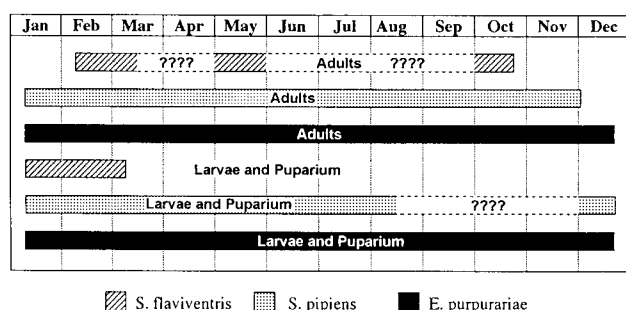 Jan Feb Mar Apr May Jun Jul Aug Sep Oct Nov Dec
???? Adults ????
Adults
Adults
Larvae and Puparium
Larvae and Puparium ????
Larvae and Puparium
S. flaviventris S. pipiens E. purpurariae